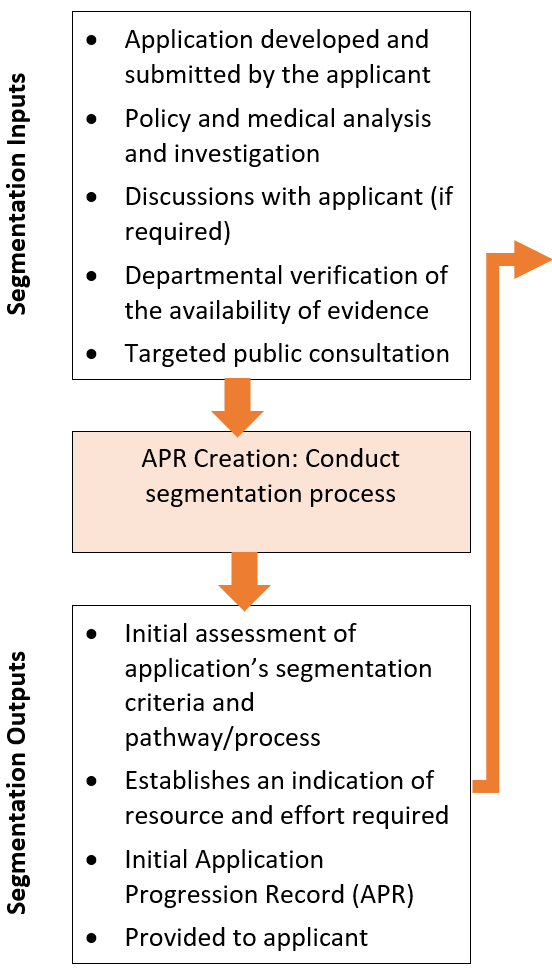 Segmentation Inputs
• Application developed and
submitted by the applicant
• Policy and medical analysis
and investigation
• Discussions with applicant (if
required)
• Departmental verification of
the availability of evidence
• Targeted public consultation
APR Creation: Conduct
segmentation process
Segmentation Outputs
• Initial assessment of
application’s segmentation
criteria and
pathway/process
• Establishes an indication of
resource and effort required
• Initial Application
Progression Record (APR)
• Provided to applicant